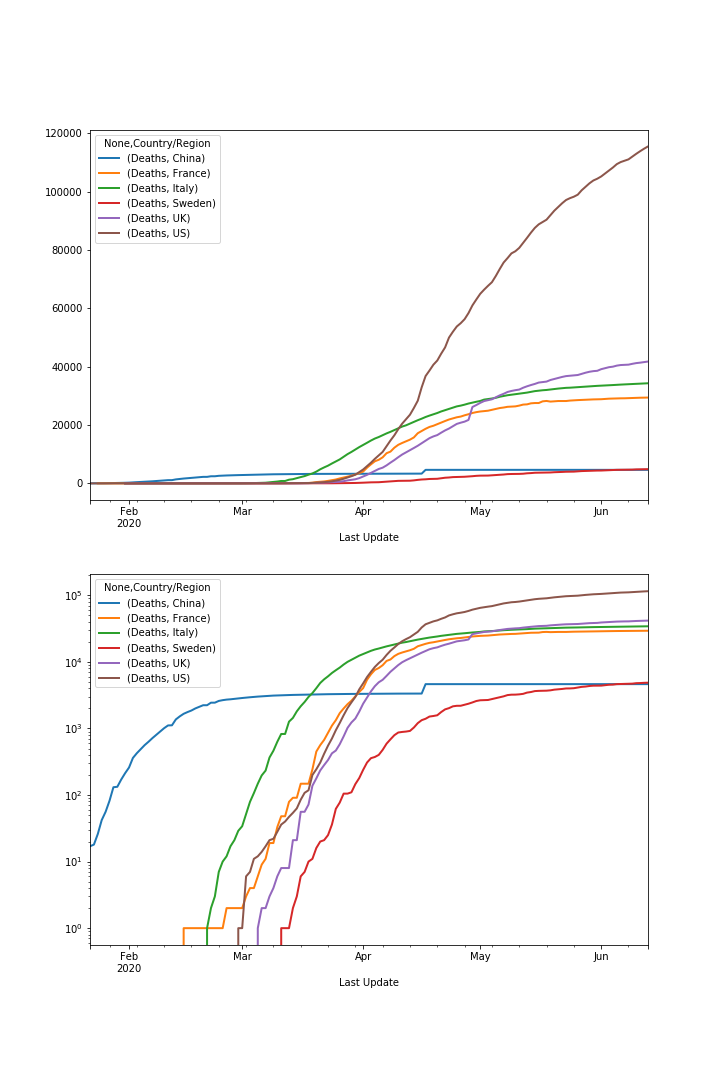 120000
100000
80000
60000
40000
20000
0
None,Country/Region
(Deaths, China)
(Deaths, France)
(Deaths, Italy)
(Deaths, Sweden)
(Deaths, UK)
(Deaths, US)
Feb Mar Apr May Jun
2020
Last Update
10⁵
10⁴
10³
10²
10¹
10⁰
None,Country/Region
(Deaths, China)
(Deaths, France)
(Deaths, Italy)
(Deaths, Sweden)
(Deaths, UK)
(Deaths, US)
Feb Mar Apr May Jun
2020
Last Update